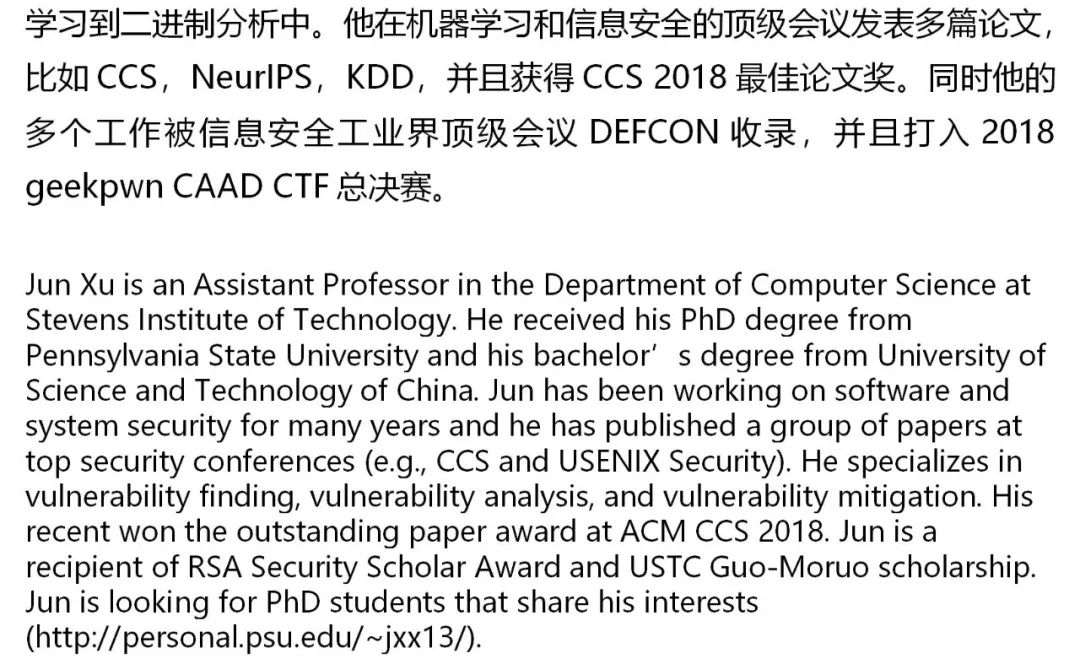 学习到二进制分析中。他在机器学习和信息安全的顶级会议发表多篇论文，
比如 CCS，NeurIPS，KDD，并且获得 CCS 2018 最佳论文奖。同时他的
多个工作被信息安全工业界顶级会议 DEFCON 收录，并且打入 2018
geekpwn CAAD CTF 总决赛。
Jun Xu is an Assistant Professor in the Department of Computer Science at
Stevens Institute of Technology. He received his PhD degree from
Pennsylvania State University and his bachelor’s degree from University of
Science and Technology of China. Jun has been working on software and
system security for many years and he has published a group of papers at
top security conferences (e.g., CCS and USENIX Security). He specializes in
vulnerability finding, vulnerability analysis, and vulnerability mitigation. His
recent won the outstanding paper award at ACM CCS 2018. Jun is a
recipient of RSA Security Scholar Award and USTC Guo-Moruo scholarship.
Jun is looking for PhD students that share his interests
(http://personal.psu.edu/~jxx13/).